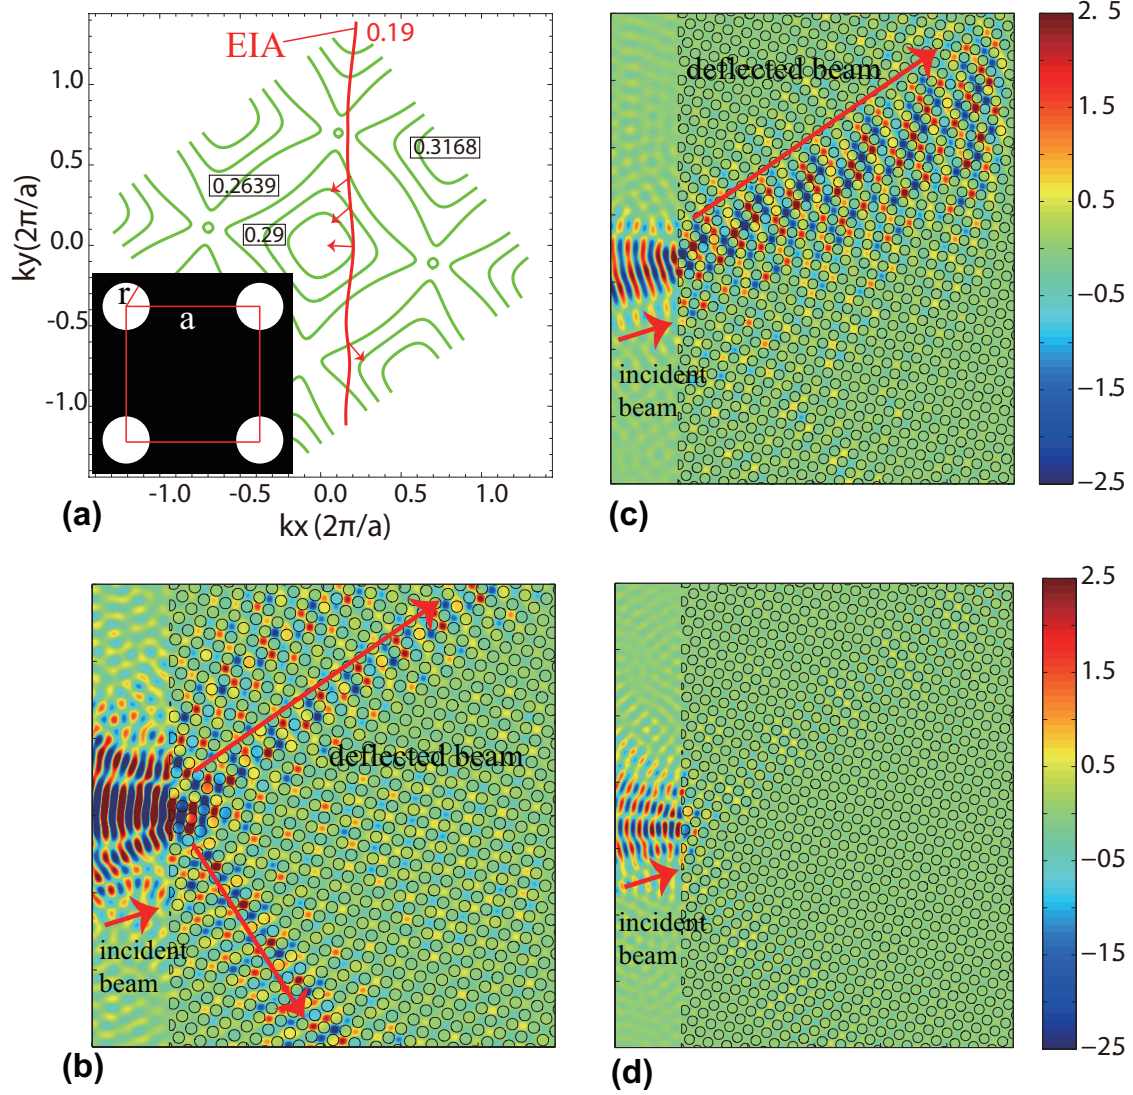 EIA
0.19
1.0
0.5
0.0
-0.5
-1.0
ky(2π/a)
0.3168
0.2639
0.29
r
a
-1.0
-0.5
0.0
0.5
1.0
kx (2π/a)
(a)
deflected beam
incident
beam
2. 5
1. 5
0.5
−0.5
−1.5
−2.5
(c)
deflected beam
incident
beam
(b)
incident
beam
2.5
1.5
0.5
−05
−15
−25
(d)